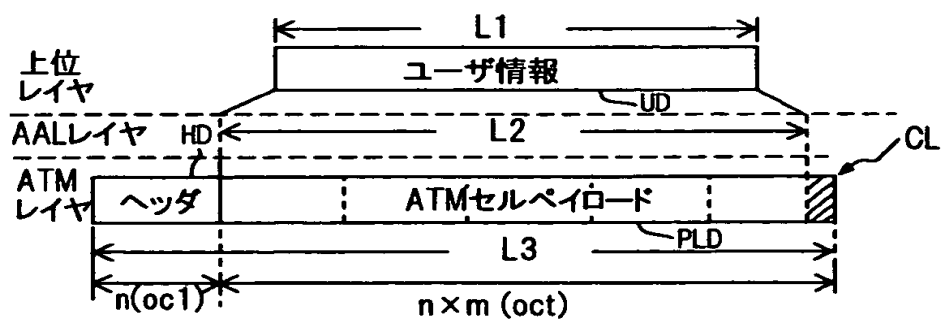 L1
上位
レイヤ
ユーザ情報
UD
AALレイヤ
HD
L2
CL
ATM
レイヤ
ヘッダ
ATMセルペイロード
PLD
L3
n(oc1)
n×m (oct)